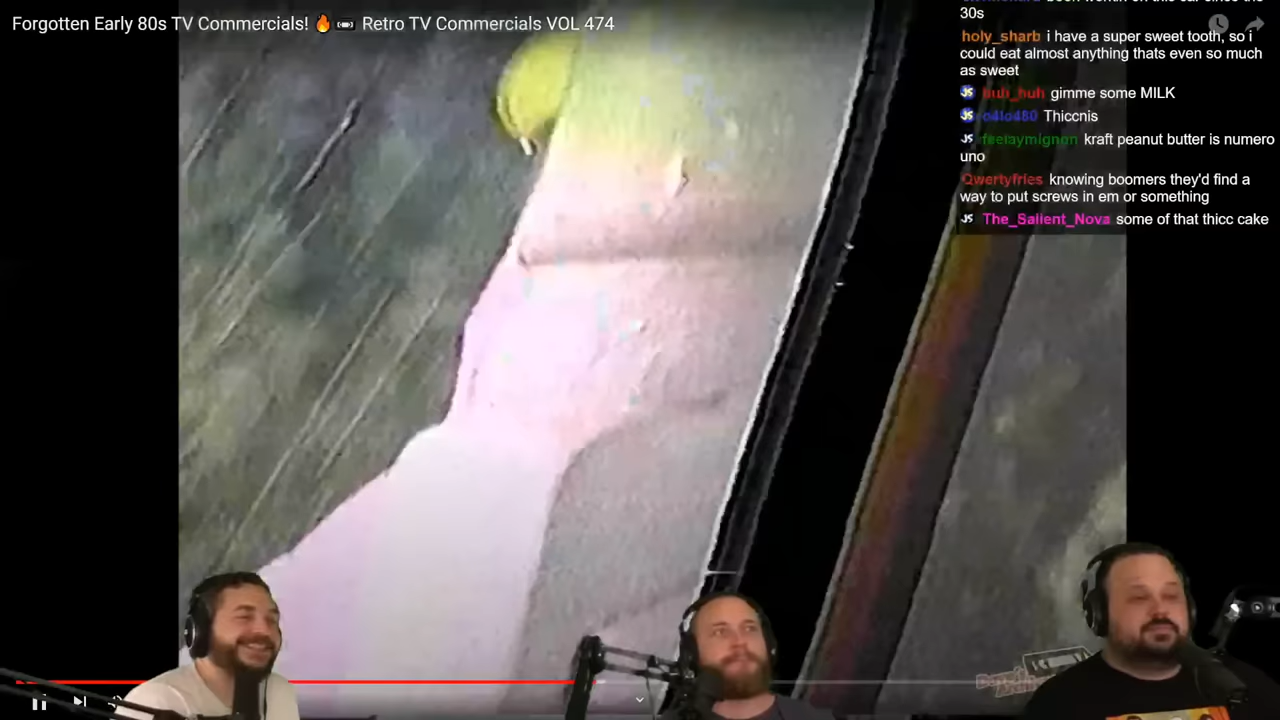 Forgotten Early 80s TV Commercials! 🔥 📼 Retro TV Commercials VOL 474
30s
holy_sharb i have a super sweet tooth, so i
could eat almost anything thats even so much
as sweet
huh_huh gimme some MILK
Thiccnis
kraft peanut butter is numero
uno
Qwertyfries knowing boomers they'd find a
way to put screws in em or something
The_Salient_Nova some of that thicc cake